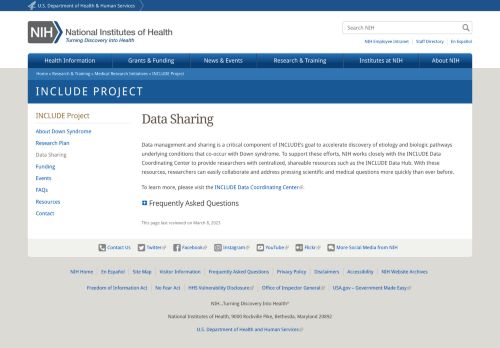 U.S. Department of Health & Human Services
NIH National Institutes of Health
Turning Discovery Into Health
Search NIH
NIH Employee Intranet | Staff Directory | En Español
Health Information Grants & Funding News & Events Research & Training Institutes at NIH About NIH
Home » Research & Training » Medical Research Initiatives » INCLUDE Project
INCLUDE PROJECT
INCLUDE Project
About Down Syndrome
Research Plan
Data Sharing
Funding
Events
FAQs
Resources
Contact
Data Sharing
Data management and sharing is a critical component of INCLUDE's goal to accelerate discovery of etiology and biologic pathways
underlying conditions that co-occur with Down syndrome. To support these efforts, NIH works closely with the INCLUDE Data
Coordinating Center to provide researchers with centralized, shareable resources such as the INCLUDE Data Hub. With these
resources, researchers can easily collaborate and address pressing scientific and medical questions more quickly than ever before.
To learn more, please visit the INCLUDE Data Coordinating Center.
Frequently Asked Questions
This page last reviewed on March 8, 2023
Contact Us Twitter Facebook Instagram YouTube Flickr More Social Media from NIH
NIH Home | En Español | Site Map | Visitor Information | Frequently Asked Questions | Privacy Policy | Disclaimers | Accessibility | NIH Website Archives
Freedom of Information Act | No Fear Act | HHS Vulnerability Disclosure | Office of Inspector General | USA.gov – Government Made Easy
NIH...Turning Discovery Into Health®
National Institutes of Health, 9000 Rockville Pike, Bethesda, Maryland 20892
U.S. Department of Health and Human Services